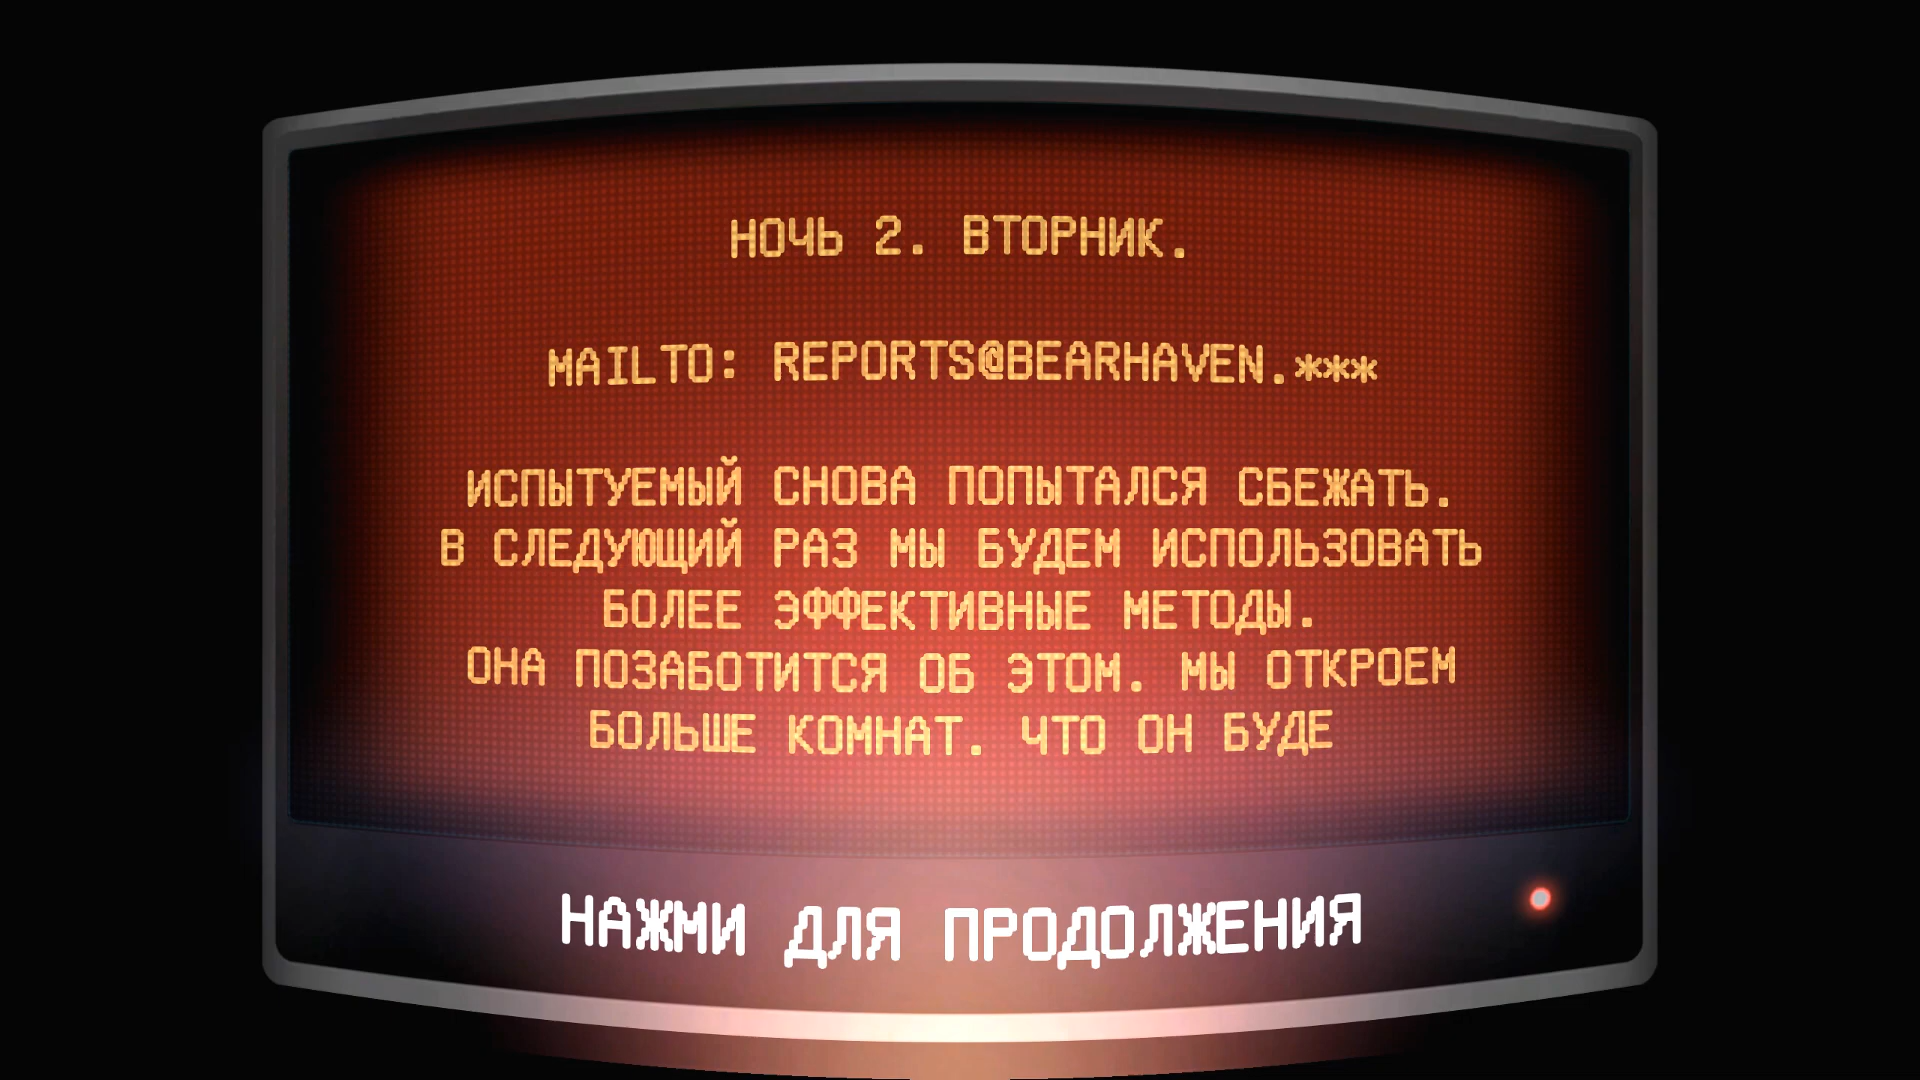 НОЧЬ 2. ВТОРНИК.
MAILTO: REPORTS@BEARHAVEN.***
ИСПЫТУЕМЫЙ СНОВА ПОПЫТАЛСЯ СБЕЖАТЬ.
В СЛЕДУЮЩИЙ РАЗ МЫ БУДЕМ ИСПОЛЬЗОВАТЬ
БОЛЕЕ ЭФФЕКТИВНЫЕ МЕТОДЫ.
ОНА ПОЗАБОТИТСЯ ОБ ЭТОМ. МЫ ОТКРОЕМ
БОЛЬШЕ КОМНАТ. ЧТО ОН БУДЕ
НАЖМИ ДЛЯ ПРОДОЛЖЕНИЯ